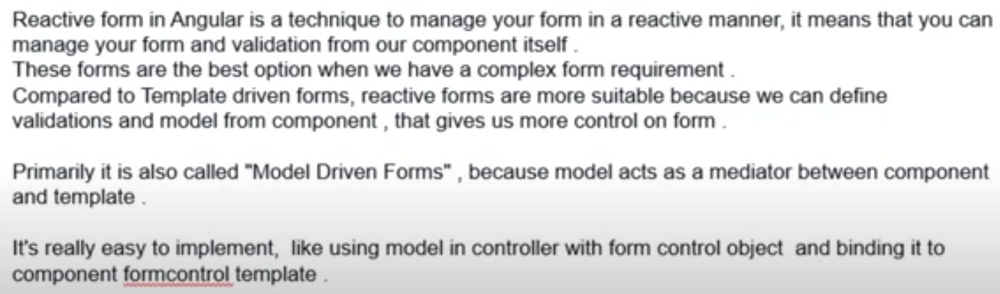 Reactive form in Angular is a technique to manage your form in a reactive manner, it means that you can
manage your form and validation from our component itself .
These forms are the best option when we have a complex form requirement .
Compared to Template driven forms, reactive forms are more suitable because we can define
validations and model from component , that gives us more control on form .
Primarily it is also called "Model Driven Forms" , because model acts as a mediator between component
and template .
It's really easy to implement,  like using model in controller with form control object  and binding it to
component formcontrol template .